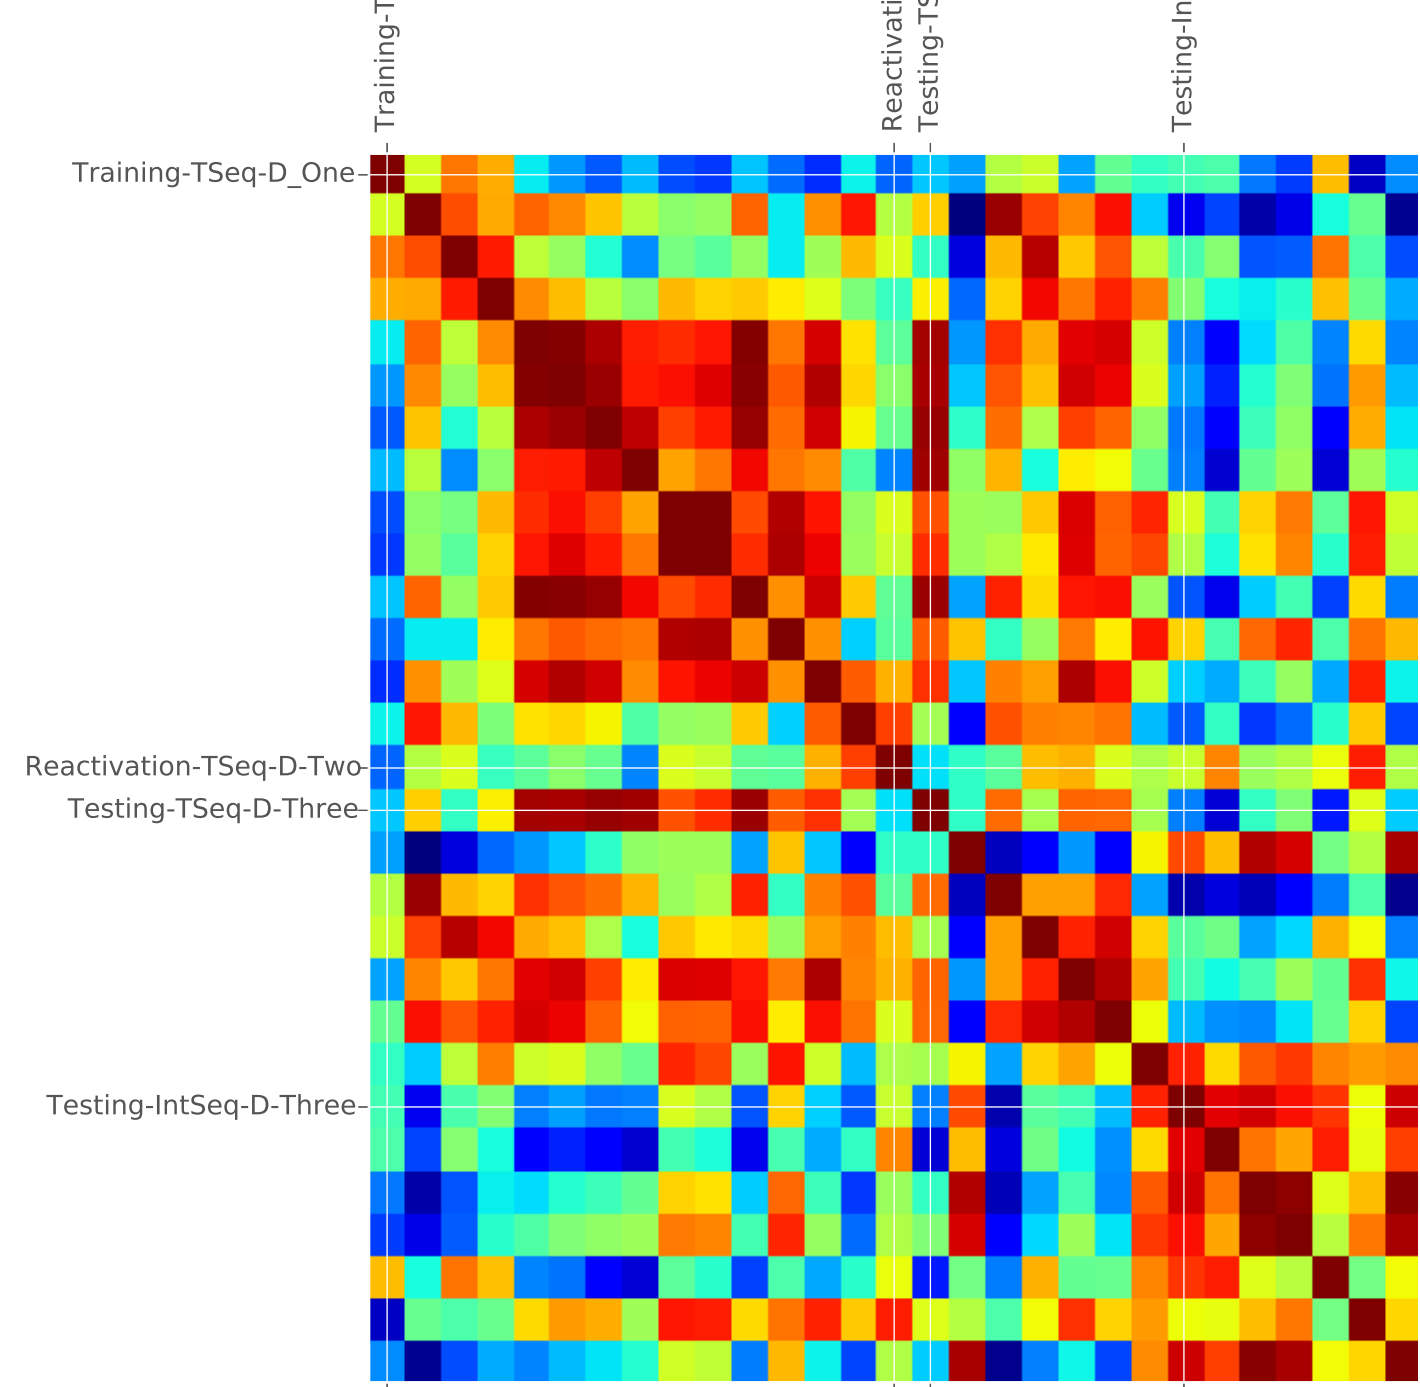 Training-T
Reactivati
Testing-TS
Testing-In
Training-TSeq-D_One
Reactivation-TSeq-D-Two
Testing-TSeq-D-Three
Testing-IntSeq-D-Three